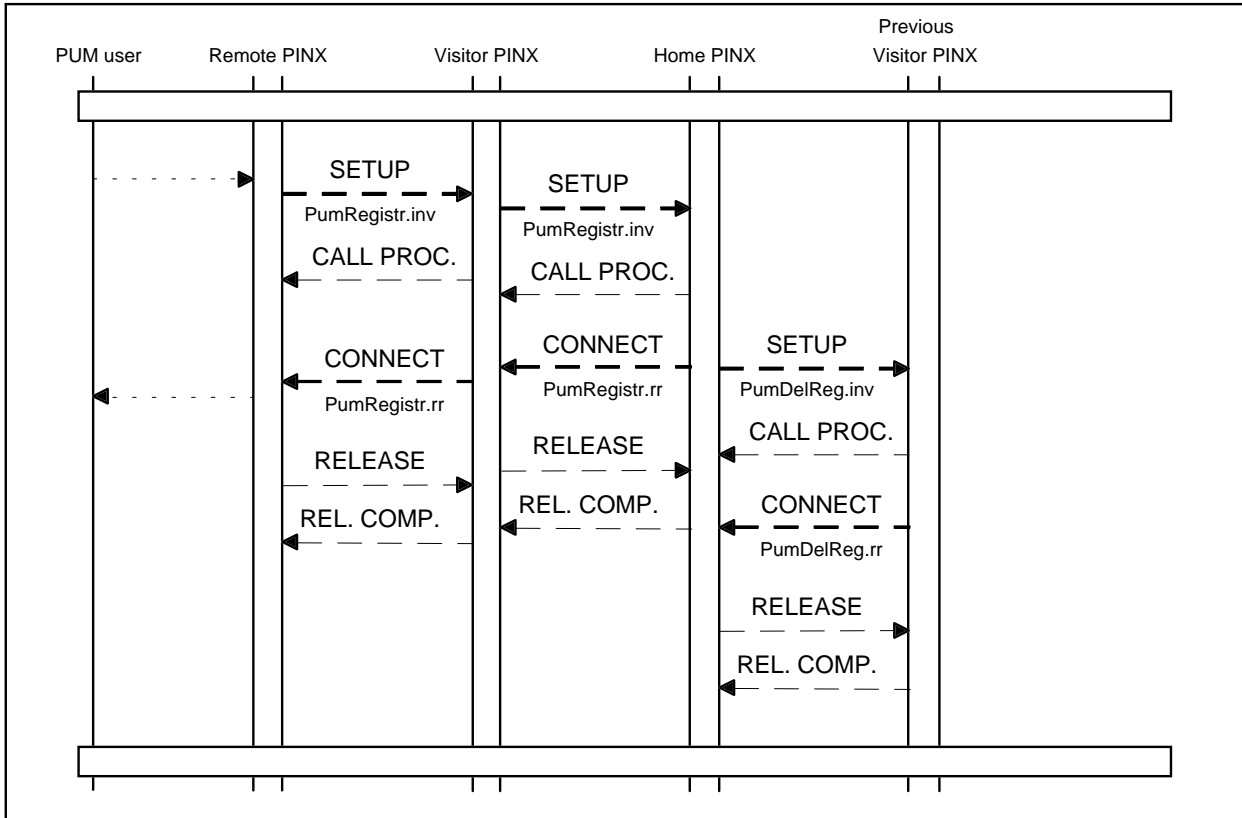 Previous
PUM user Remote PINX Visitor PINX Home PINX Visitor PINX
SETUP
SETUP
PumRegistr.inv
PumRegistr.inv
CALL PROC.
CALL PROC.
CONNECT
SETUP
CONNECT
PumRegistr.rr
PumDelReg.inv
PumRegistr.rr
CALL PROC.
RELEASE
RELEASE
REL. COMP.
CONNECT
REL. COMP.
PumDelReg.rr
RELEASE
REL. COMP.